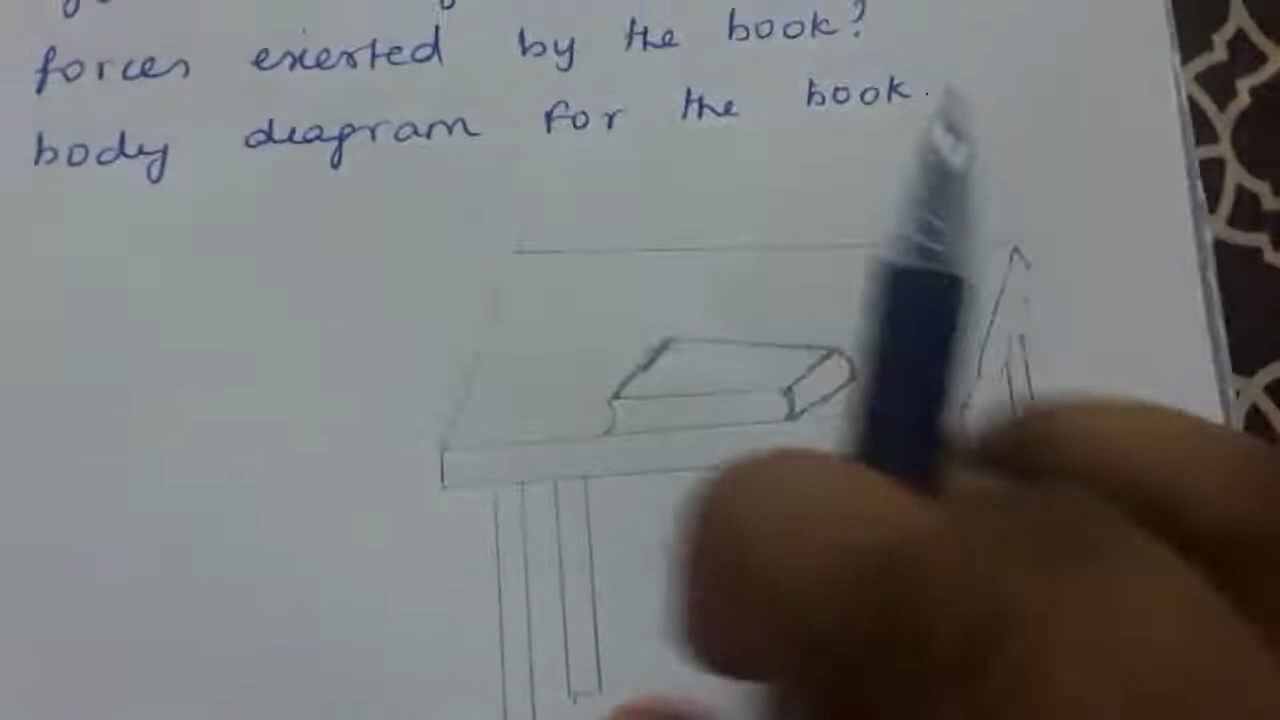 forces exerted by the book?
body diagram for the book.